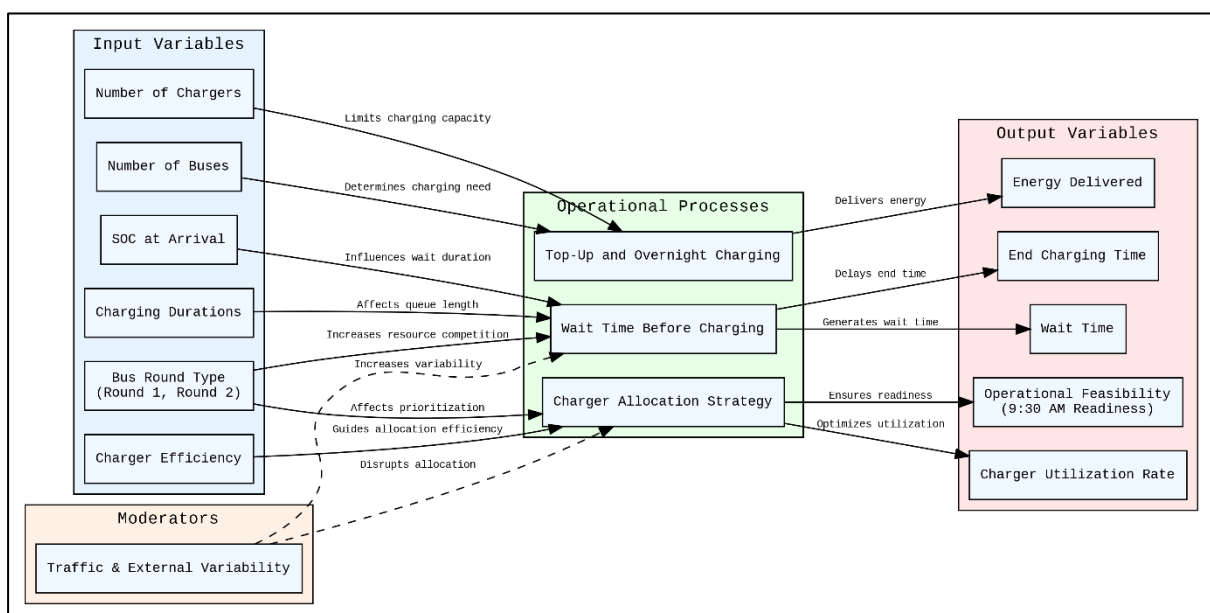 Input Variables
Number of Chargers
Number of Buses
SOC at Arrival
Charging Durations
Bus Round Type
(Round 1, Round 2)
Charger Efficiency
Moderators
Traffic & External Variability
Limits charging capacity
Determines charging need
Influences wait duration
Affects queue length
Increases resource competition
Increases variability
Affects prioritization
Guides allocation efficiency
Disrupts allocation
Operational Processes
Top-Up and Overnight Charging
Wait Time Before Charging
Charger Allocation Strategy
Delivers energy
Delays end time
Generates wait time
Ensures readiness
Optimizes utilization
Output Variables
Energy Delivered
End Charging Time
Wait Time
Operational Feasibility
(9:30 AM Readiness)
Charger Utilization Rate